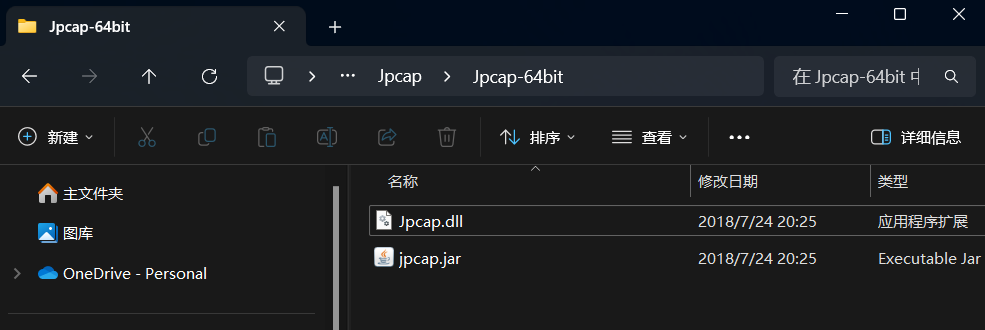 Jpcap-64bit
Jpcap Jpcap-64bit 在 Jpcap-64bit
新建 排序 查看 详细信息
名称 修改日期 类型
主文件夹
Jpcap.dll 2018/7/24 20:25 应用程序扩展
图库
jpcap.jar 2018/7/24 20:25 Executable Jar
OneDrive - Personal